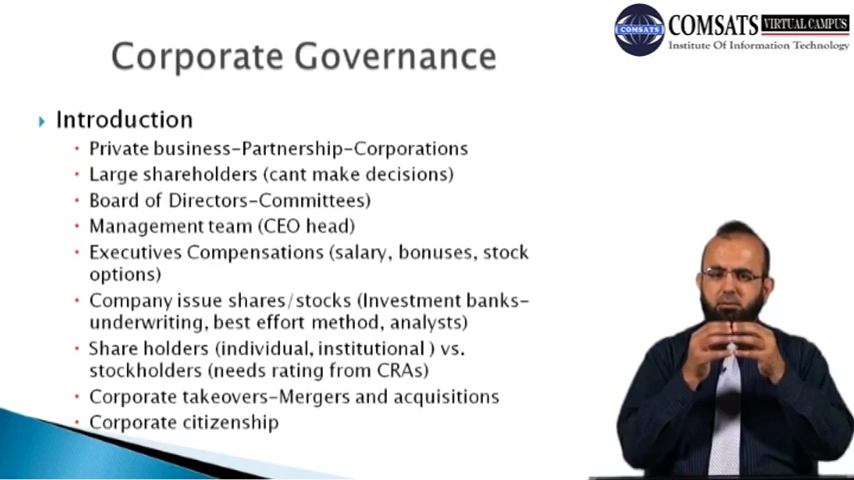 COMSATS
COMSATS VIRTUAL CAMPUS
Institute Of Information Technology
Corporate Governance
Introduction
Private business-Partnership-Corporations
Large shareholders (cant make decisions)
Board of Directors-Committees)
Management team (CEO head)
Executives Compensations (salary, bonuses, stock
options)
Company issue shares/stocks (Investment banks-
underwriting, best effort method, analysts)
Share holders (individual, institutional ) vs.
stockholders (needs rating from CRAs)
Corporate takeovers-Mergers and acquisitions
Corporate citizenship